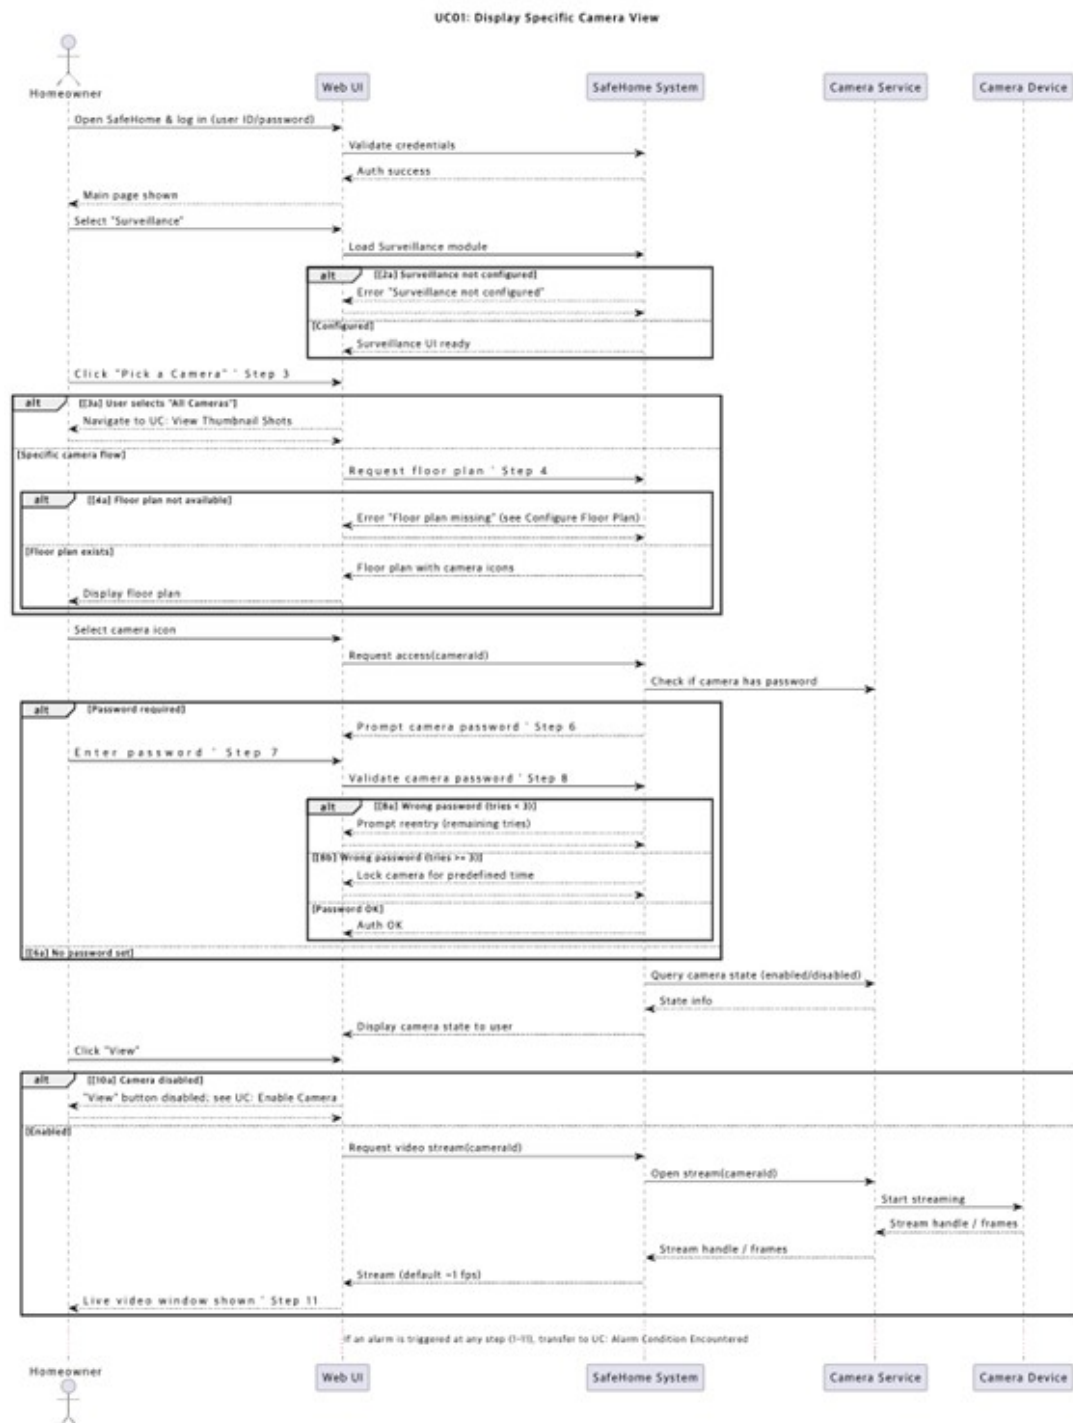 UC01: Display Specific Camera View
Homeowner
Web UI
SafeHome System
Camera Service
Camera Device
Open SafeHome & log in (user ID/password)
Validate credentials
Auth success
Main page shown
Select "Surveillance"
Load Surveillance module
alt [[2a] Surveillance not configured]
Error "Surveillance not configured"
[Configured]
Surveillance UI ready
Click "Pick a Camera" ' Step 3
alt [[3a] User selects "All Cameras"]
Navigate to UC: View Thumbnail Shots
[Specific camera flow]
Request floor plan ' Step 4
alt [[4a] Floor plan not available]
Error "Floor plan missing" (see Configure Floor Plan)
[Floor plan exists]
Floor plan with camera icons
Display floor plan
Select camera icon
Request access(cameraId)
Check if camera has password
alt [Password required]
Prompt camera password ' Step 6
Enter password ' Step 7
Validate camera password ' Step 8
alt [[8a] Wrong password (tries < 3)]
Prompt reentry (remaining tries)
[[8b] Wrong password (tries >= 3)]
Lock camera for predefined time
[Password OK]
Auth OK
[[6a] No password set]
Query camera state (enabled/disabled)
State info
Display camera state to user
Click "View"
alt [[10a] Camera disabled]
"View" button disabled; see UC: Enable Camera
[Enabled]
Request video stream(cameraId)
Open stream(cameraId)
Start streaming
Stream handle / frames
Stream handle / frames
Stream (default ~1 fps)
Live video window shown ' Step 11
If an alarm is triggered at any step (1–11), transfer to UC: Alarm Condition Encountered
Homeowner
Web UI
SafeHome System
Camera Service
Camera Device